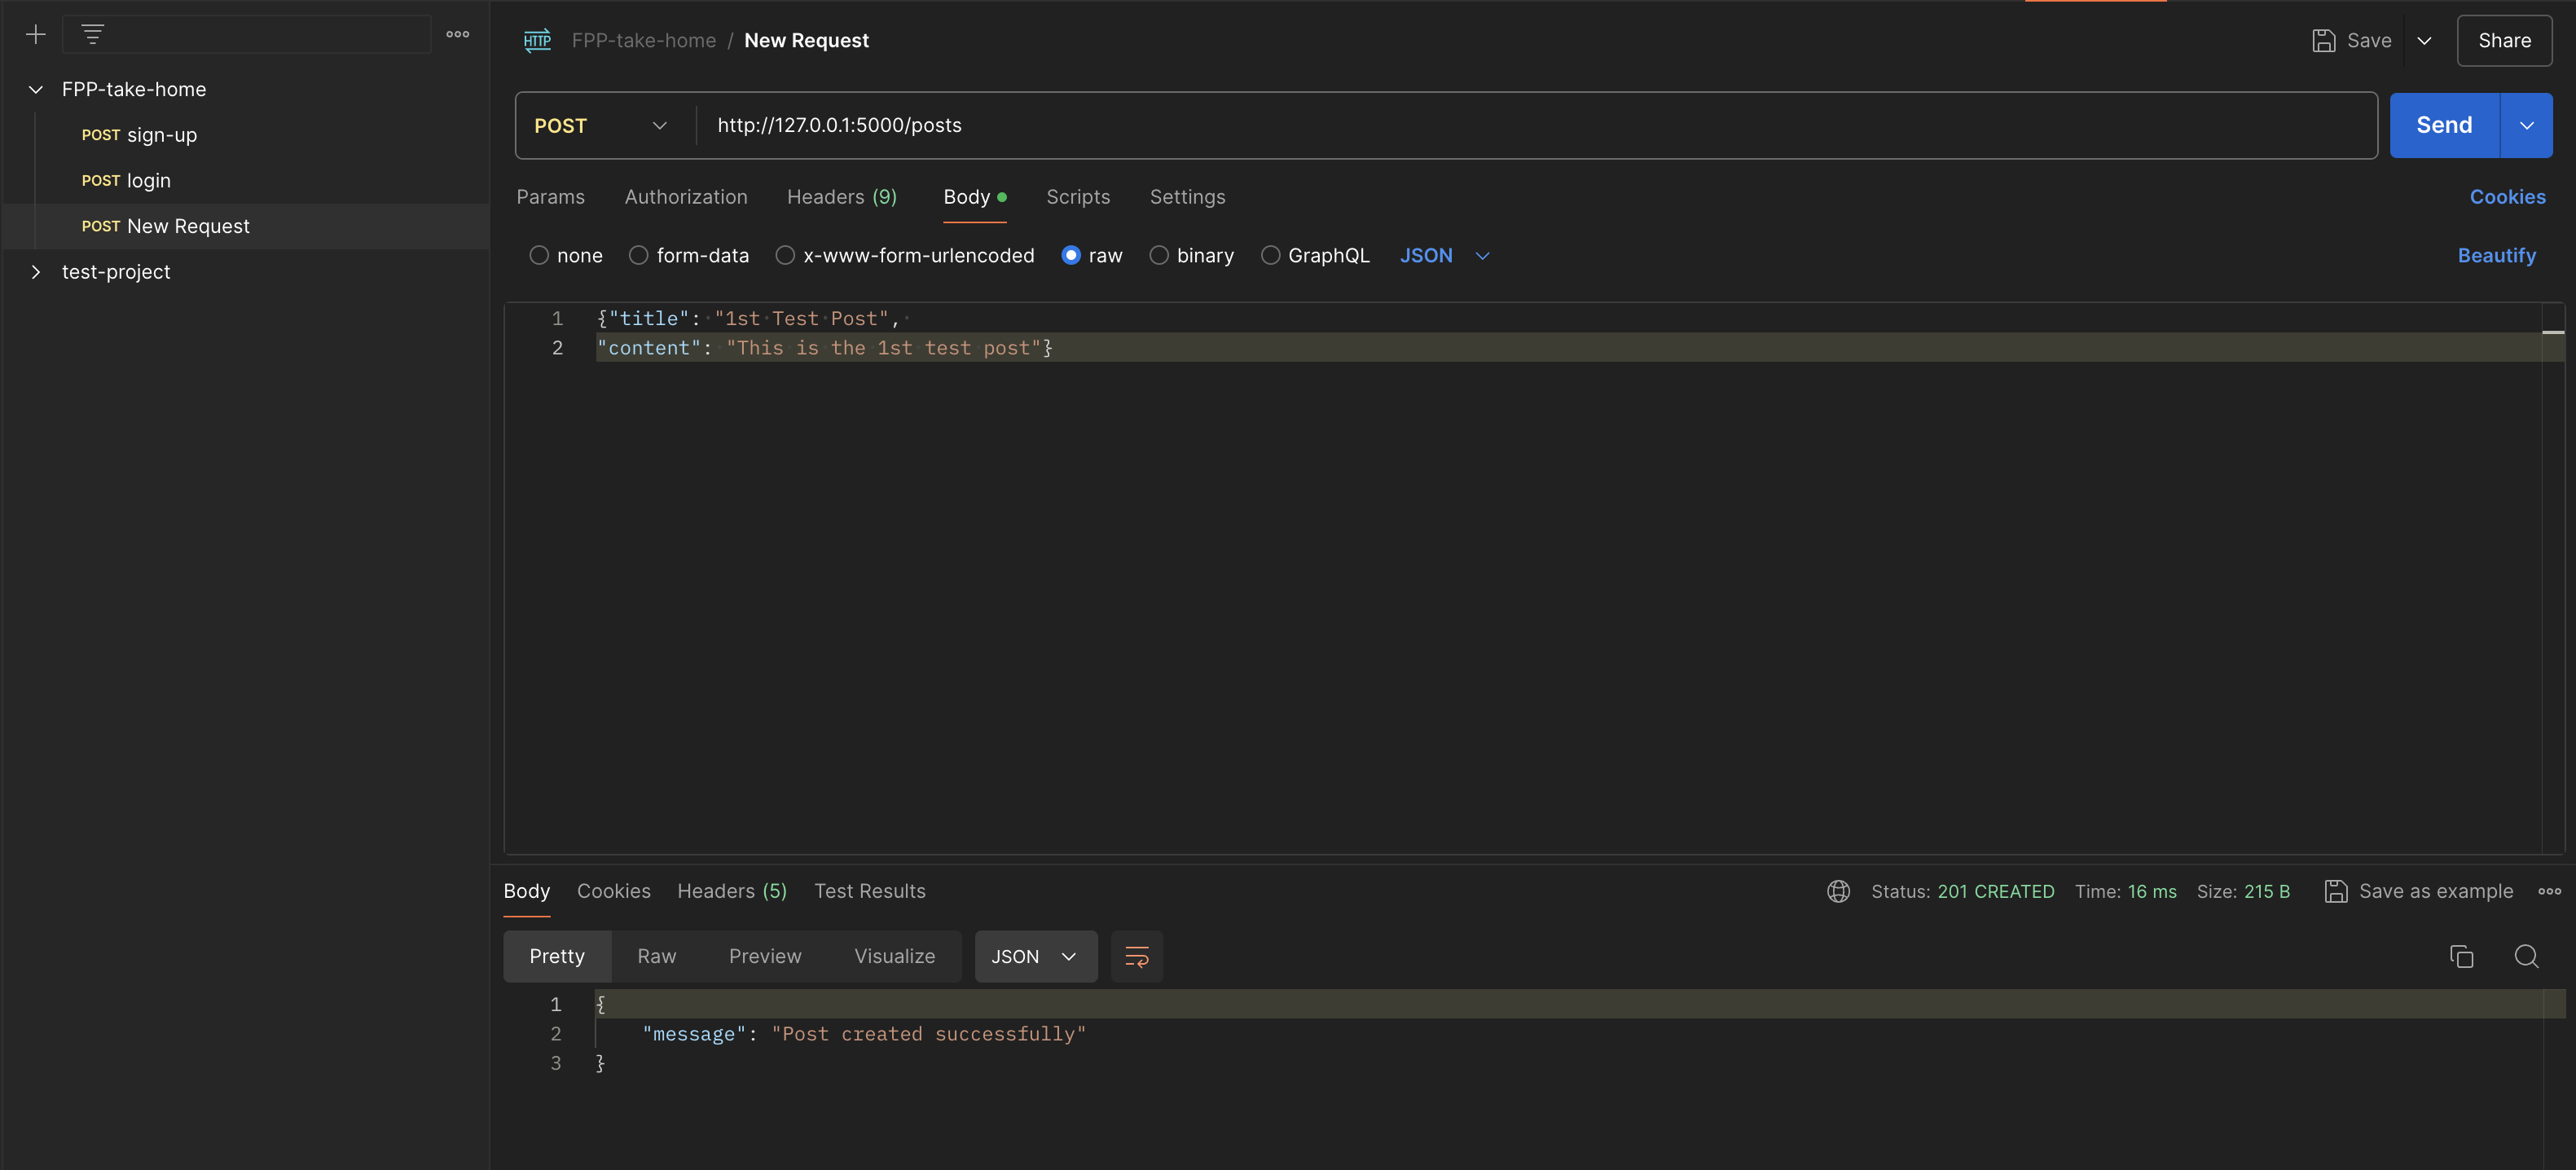 FPP-take-home
POST sign-up
POST login
POST New Request
test-project
HTTP FPP-take-home / New Request
Save
Share
POST http://127.0.0.1:5000/posts
Send
Params Authorization Headers (9) Body Scripts Settings Cookies
none form-data x-www-form-urlencoded raw binary GraphQL JSON Beautify
1 {"title": "1st Test Post",
2 "content": "This is the 1st test post"}
Body Cookies Headers (5) Test Results Status: 201 CREATED Time: 16 ms Size: 215 B Save as example
Pretty Raw Preview Visualize JSON
1 {
2 "message": "Post created successfully"
3 }